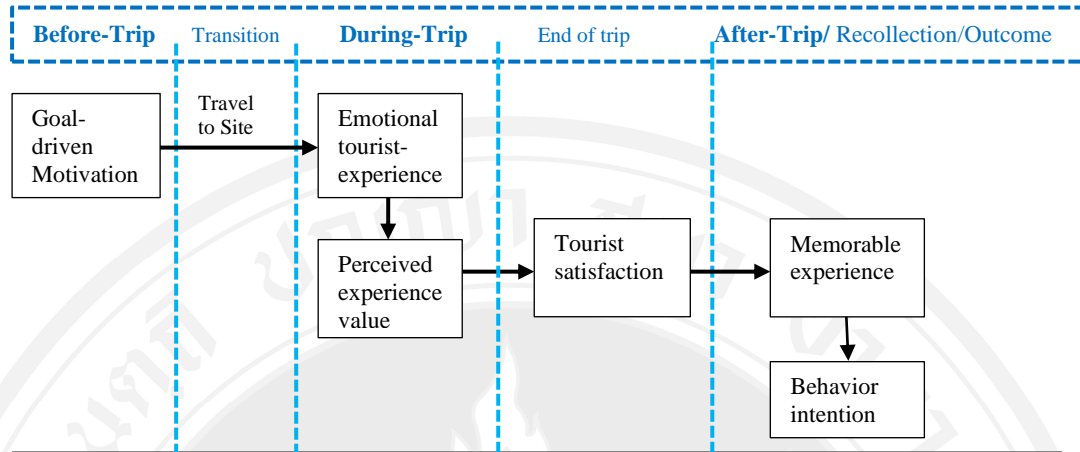 Before-Trip Transition During-Trip End of trip After-Trip/ Recollection/Outcome
Travel
to Site
Goal-
driven
Motivation
Emotional
tourist-
experience
Perceived
experience
value
Tourist
satisfaction
Memorable
experience
Behavior
intention